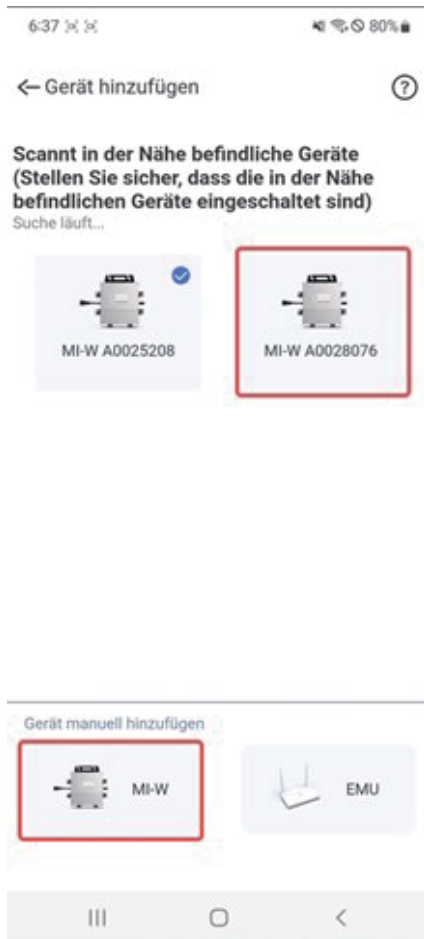 6:37 80%
Gerät hinzufügen
Scannt in der Nähe befindliche Geräte
(Stellen Sie sicher, dass die in der Nähe
befindlichen Geräte eingeschaltet sind)
Suche läuft...
MI-W A0025208 MI-W A0028076
Gerät manuell hinzufügen
MI-W EMU